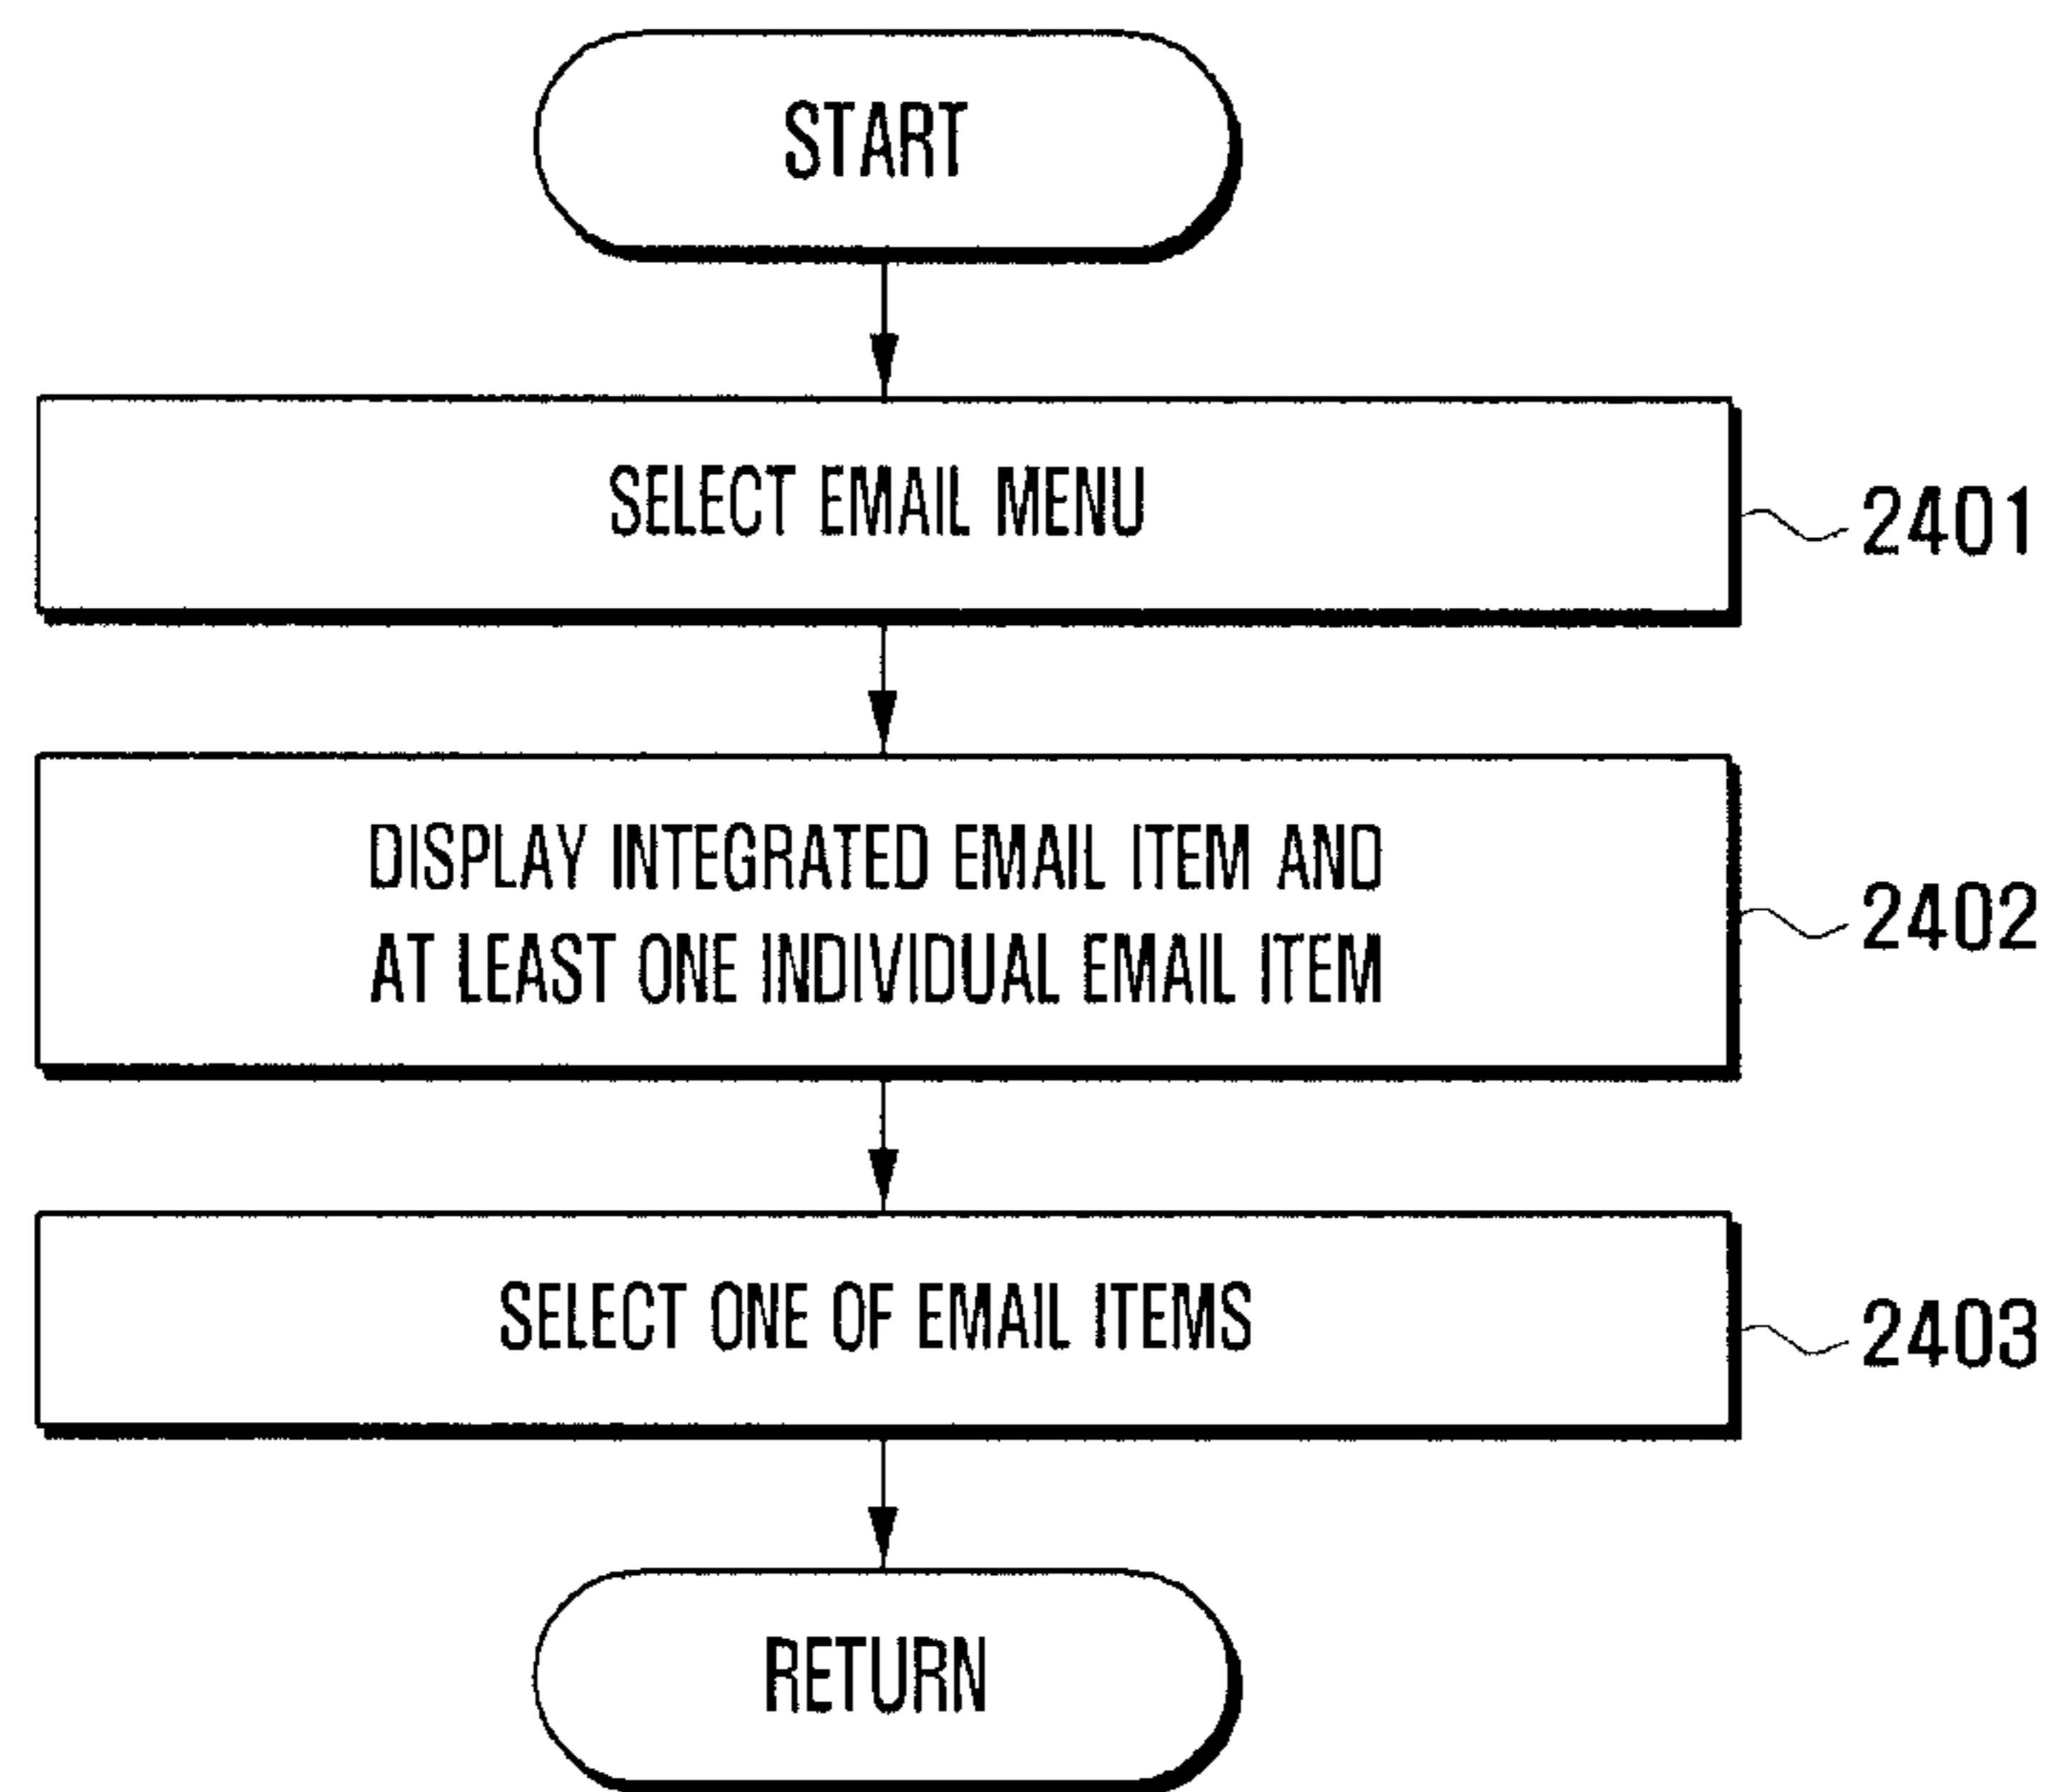 START
SELECT EMAIL MENU
2401
DISPLAY INTEGRATED EMAIL ITEM AND
AT LEAST ONE INDIVIDUAL EMAIL ITEM
2402
SELECT ONE OF EMAIL ITEMS
2403
RETURN